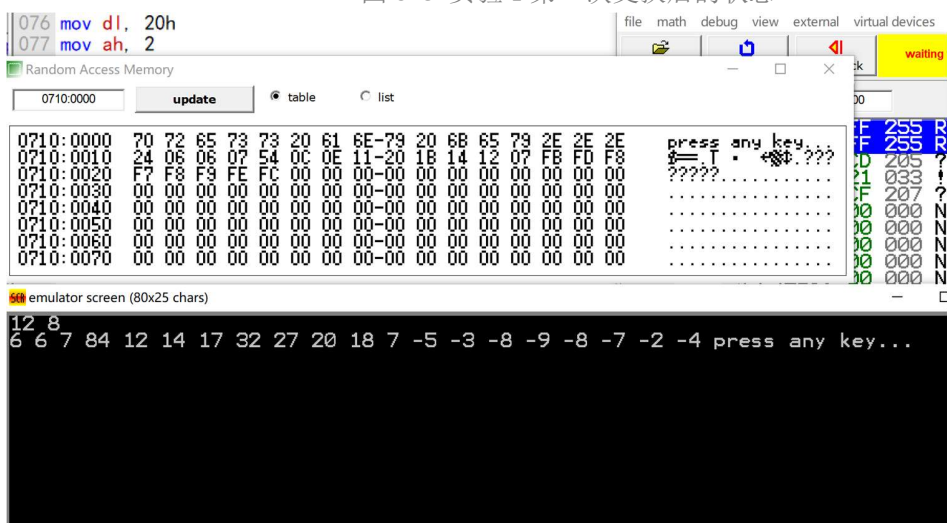 076 mov dl, 20h
077 mov ah, 2
file math debug view external virtual devices
waiting
Random Access Memory
0710:0000 update table list
0710:0000 70 72 65 73 73 20 61 6E-79 20 6B 65 79 2E 2E 2E press any key...
0710:0010 24 06 06 07 54 0C 0E 11-20 1B 14 12 07 FB FD F8
0710:0020 F7 F8 F9 FE FC 00 00 00-00 00 00 00 00 00 00 00 ?????...........
0710:0030 00 00 00 00 00 00 00 00-00 00 00 00 00 00 00 00 ................
0710:0040 00 00 00 00 00 00 00 00-00 00 00 00 00 00 00 00 ................
0710:0050 00 00 00 00 00 00 00 00-00 00 00 00 00 00 00 00 ................
0710:0060 00 00 00 00 00 00 00 00-00 00 00 00 00 00 00 00 ................
0710:0070 00 00 00 00 00 00 00 00-00 00 00 00 00 00 00 00 ................
FF 255 R
FF 255 R
CD 205 ?
21 033 !
CF 207 ?
00 000 N
00 000 N
00 000 N
00 000 N
00 000 N
emulator screen (80x25 chars)
12 8
6 6 7 84 12 14 17 32 27 20 18 7 -5 -3 -8 -9 -8 -7 -2 -4 press any key...